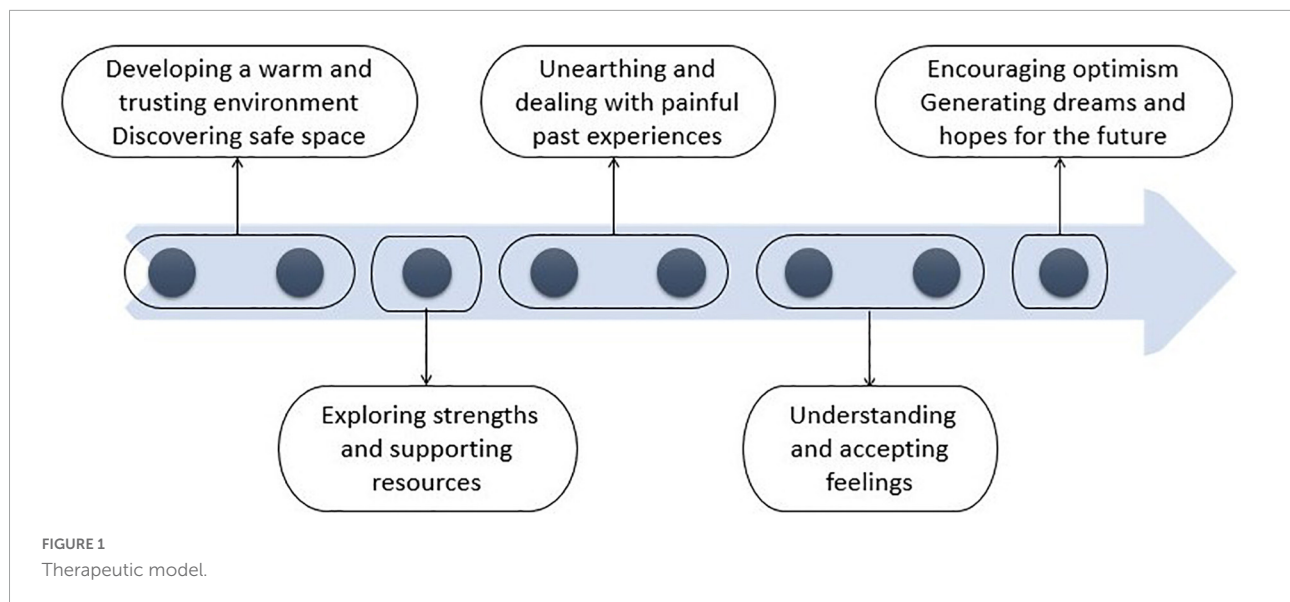 Developing a warm and
trusting environment
Discovering safe space
Unearthing and
dealing with painful
past experiences
Encouraging optimism
Generating dreams and
hopes for the future
Exploring strengths
and supporting
resources
Understanding
and accepting
feelings
FIGURE 1
Therapeutic model.